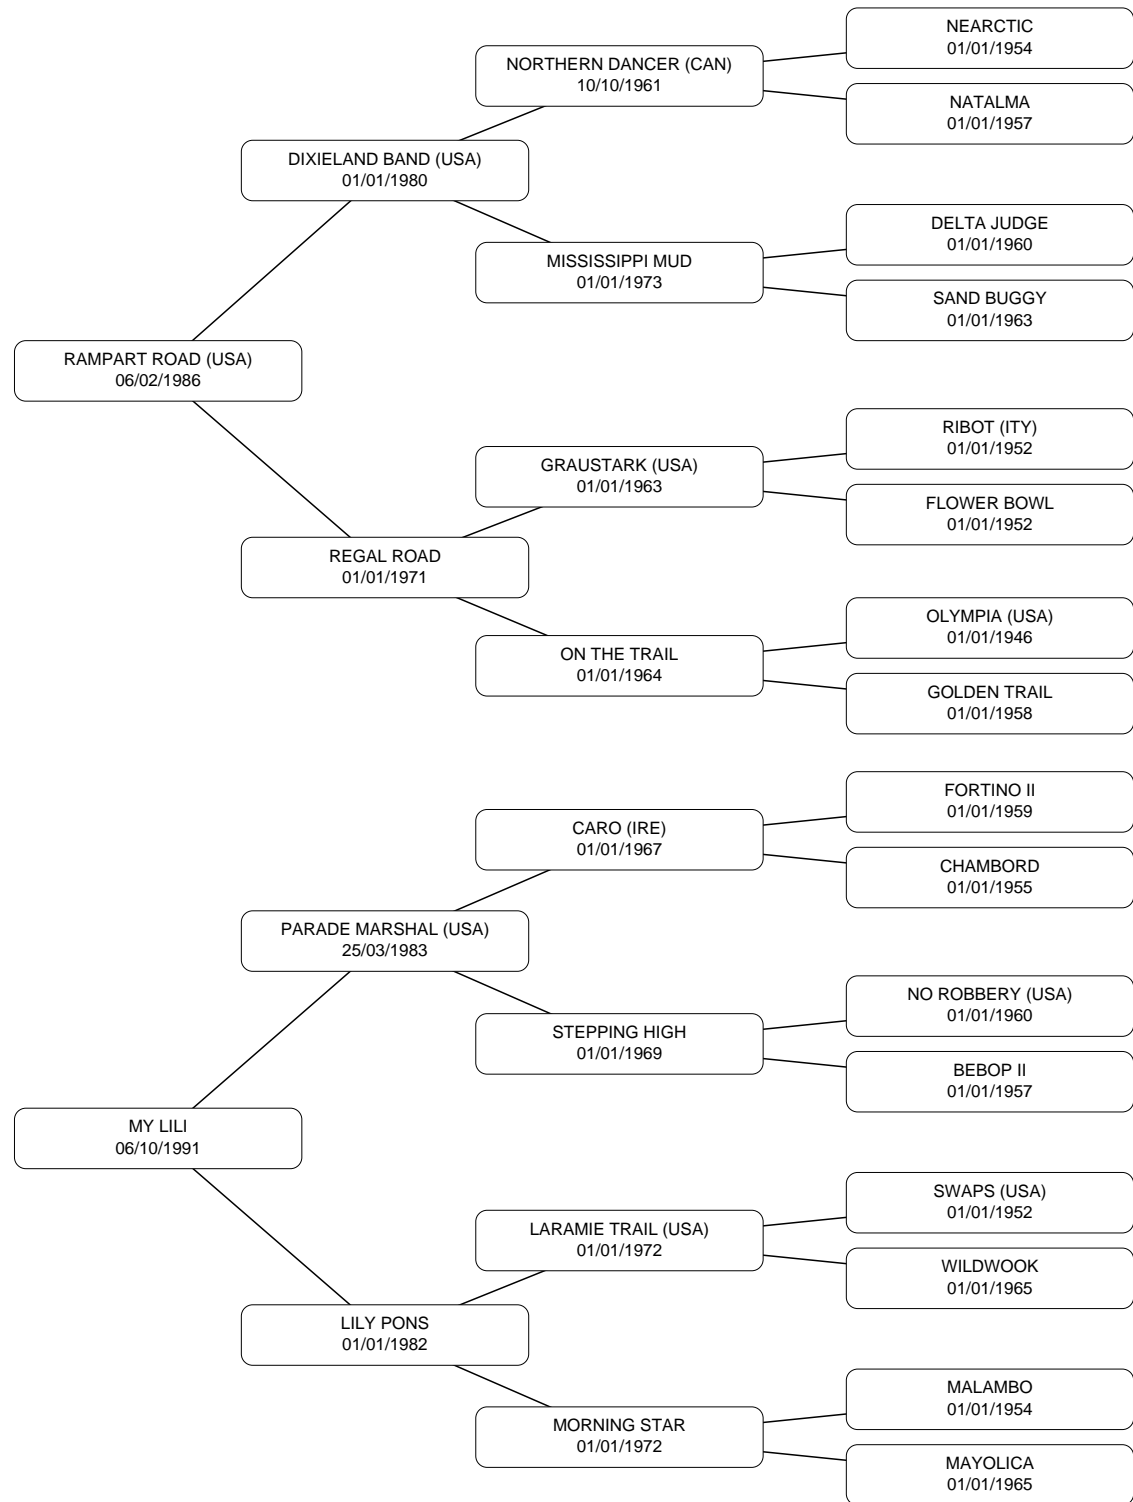 NEARCTIC
01/01/1954
NORTHERN DANCER (CAN)
10/10/1961
NATALMA
01/01/1957
DIXIELAND BAND (USA)
01/01/1980
DELTA JUDGE
01/01/1960
MISSISSIPPI MUD
01/01/1973
SAND BUGGY
01/01/1963
RAMPART ROAD (USA)
06/02/1986
RIBOT (ITY)
01/01/1952
GRAUSTARK (USA)
01/01/1963
FLOWER BOWL
01/01/1952
REGAL ROAD
01/01/1971
OLYMPIA (USA)
01/01/1946
ON THE TRAIL
01/01/1964
GOLDEN TRAIL
01/01/1958
FORTINO II
01/01/1959
CARO (IRE)
01/01/1967
CHAMBORD
01/01/1955
PARADE MARSHAL (USA)
25/03/1983
NO ROBBERY (USA)
01/01/1960
STEPPING HIGH
01/01/1969
BEBOP II
01/01/1957
MY LILI
06/10/1991
SWAPS (USA)
01/01/1952
LARAMIE TRAIL (USA)
01/01/1972
WILDWOOK
01/01/1965
LILY PONS
01/01/1982
MALAMBO
01/01/1954
MORNING STAR
01/01/1972
MAYOLICA
01/01/1965